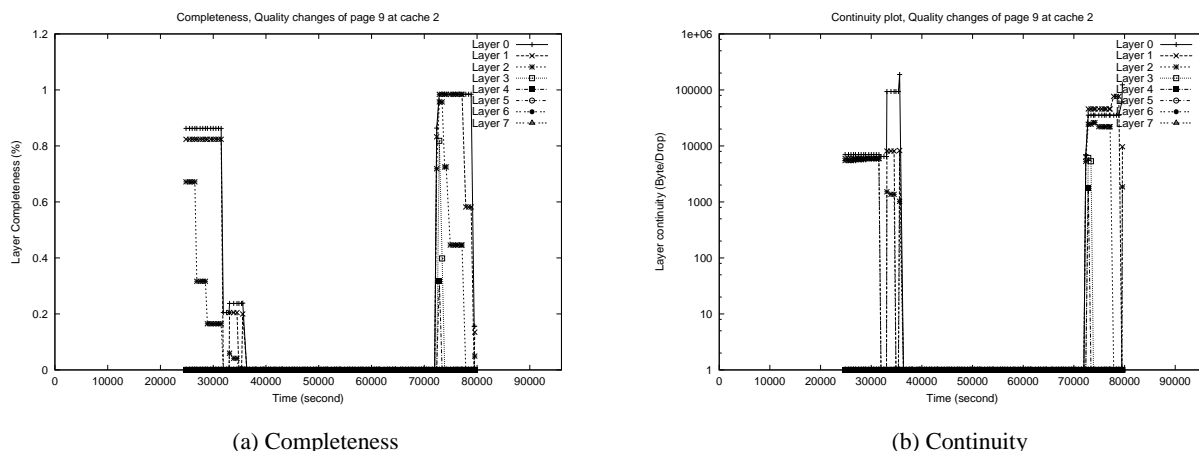 Completeness, Quality changes of page 9 at cache 2
1.2
1
0.8
0.6
0.4
0.2
0
Layer Completeness (%)
0 10000 20000 30000 40000 50000 60000 70000 80000 90000
Time (second)
Layer 0
Layer 1
Layer 2
Layer 3
Layer 4
Layer 5
Layer 6
Layer 7
(a) Completeness
Continuity plot, Quality changes of page 9 at cache 2
1e+06
100000
10000
1000
100
10
1
Layer continuity (Byte/Drop)
0 10000 20000 30000 40000 50000 60000 70000 80000 90000
Time (second)
Layer 0
Layer 1
Layer 2
Layer 3
Layer 4
Layer 5
Layer 6
Layer 7
(b) Continuity